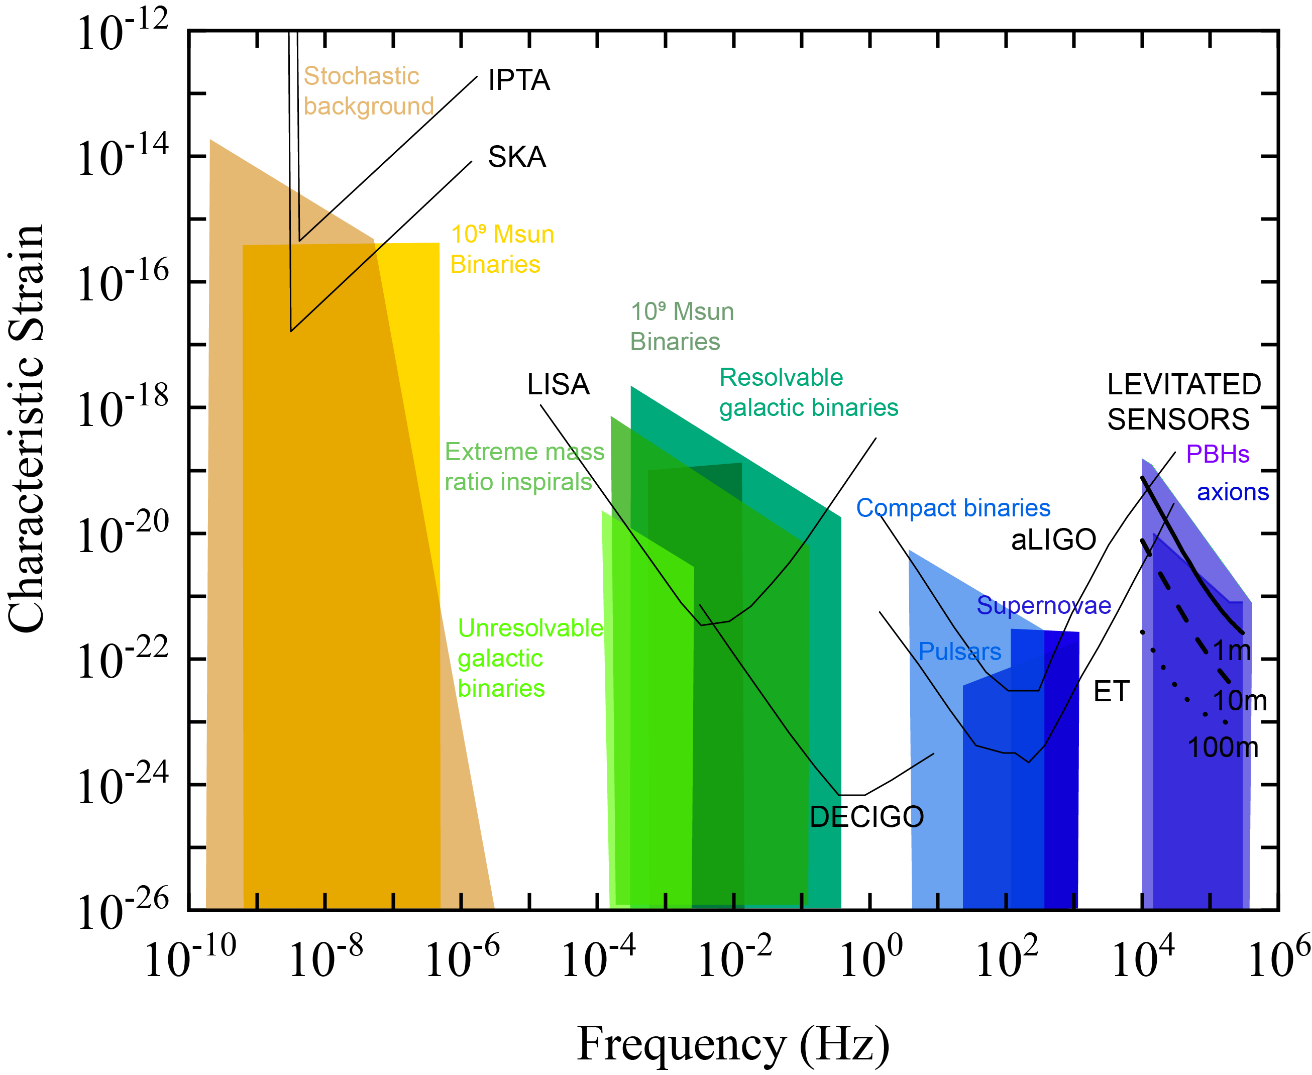 10⁻¹²
10⁻¹⁴
10⁻¹⁶
10⁻¹⁸
10⁻²⁰
10⁻²²
10⁻²⁴
10⁻²⁶
Characteristic Strain
Stochastic
background
IPTA
SKA
10⁹ Msun
Binaries
10⁹ Msun
Binaries
LISA
Resolvable
galactic binaries
LEVITATED
SENSORS
Extreme mass
ratio inspirals
PBHs
axions
Compact binaries
aLIGO
Supernovae
Unresolvable
galactic
binaries
Pulsars
1m
ET
10m
100m
DECIGO
10⁻¹⁰
10⁻⁸
10⁻⁶
10⁻⁴
10⁻²
10⁰
10²
10⁴
10⁶
Frequency (Hz)